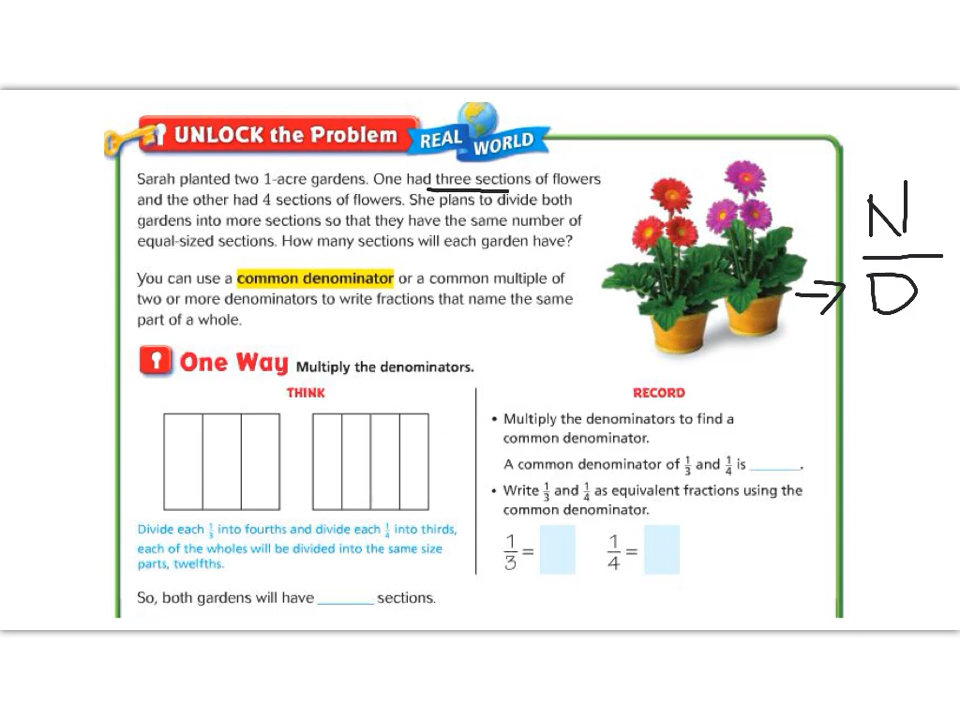 UNLOCK the Problem REAL WORLD
Sarah planted two 1-acre gardens. One had three sections of flowers
and the other had 4 sections of flowers. She plans to divide both
gardens into more sections so that they have the same number of
equal-sized sections. How many sections will each garden have?
You can use a common denominator or a common multiple of
two or more denominators to write fractions that name the same
part of a whole.
N
→ D
One Way Multiply the denominators.
THINK
Divide each 1/3 into fourths and divide each 1/4 into thirds,
each of the wholes will be divided into the same size
parts, twelfths.
RECORD
• Multiply the denominators to find a
common denominator.
A common denominator of 1/3 and 1/4 is ______.
• Write 1/3 and 1/4 as equivalent fractions using the
common denominator.
1/3 = 1/4 =
So, both gardens will have ______ sections.